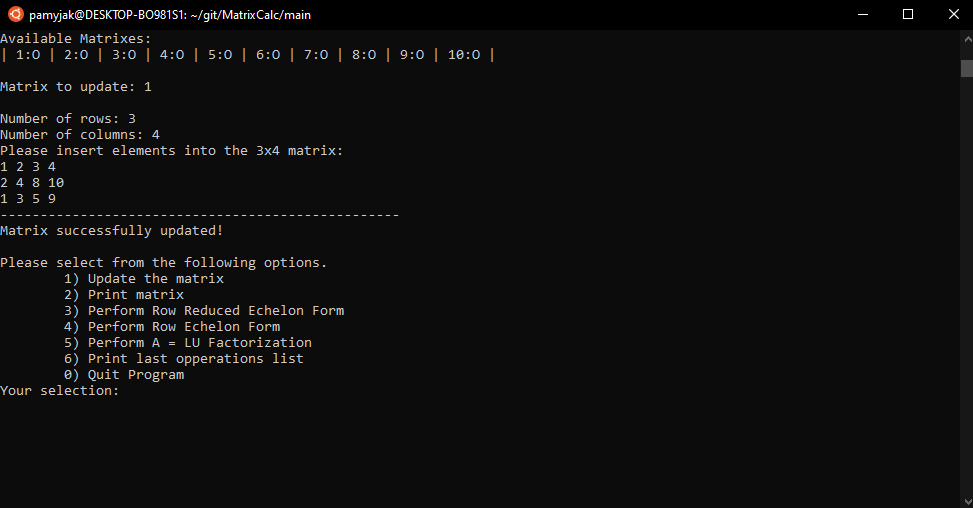 pamyjak@DESKTOP-BO981S1: ~/git/MatrixCalc/main
Available Matrixes:
| 1:O | 2:O | 3:O | 4:O | 5:O | 6:O | 7:O | 8:O | 9:O | 10:O |
Matrix to update: 1
Number of rows: 3
Number of columns: 4
Please insert elements into the 3x4 matrix:
1 2 3 4
2 4 8 10
1 3 5 9
--------------------------------------------------
Matrix successfully updated!
Please select from the following options.
1) Update the matrix
2) Print matrix
3) Perform Row Reduced Echelon Form
4) Perform Row Echelon Form
5) Perform A = LU Factorization
6) Print last opperations list
0) Quit Program
Your selection: